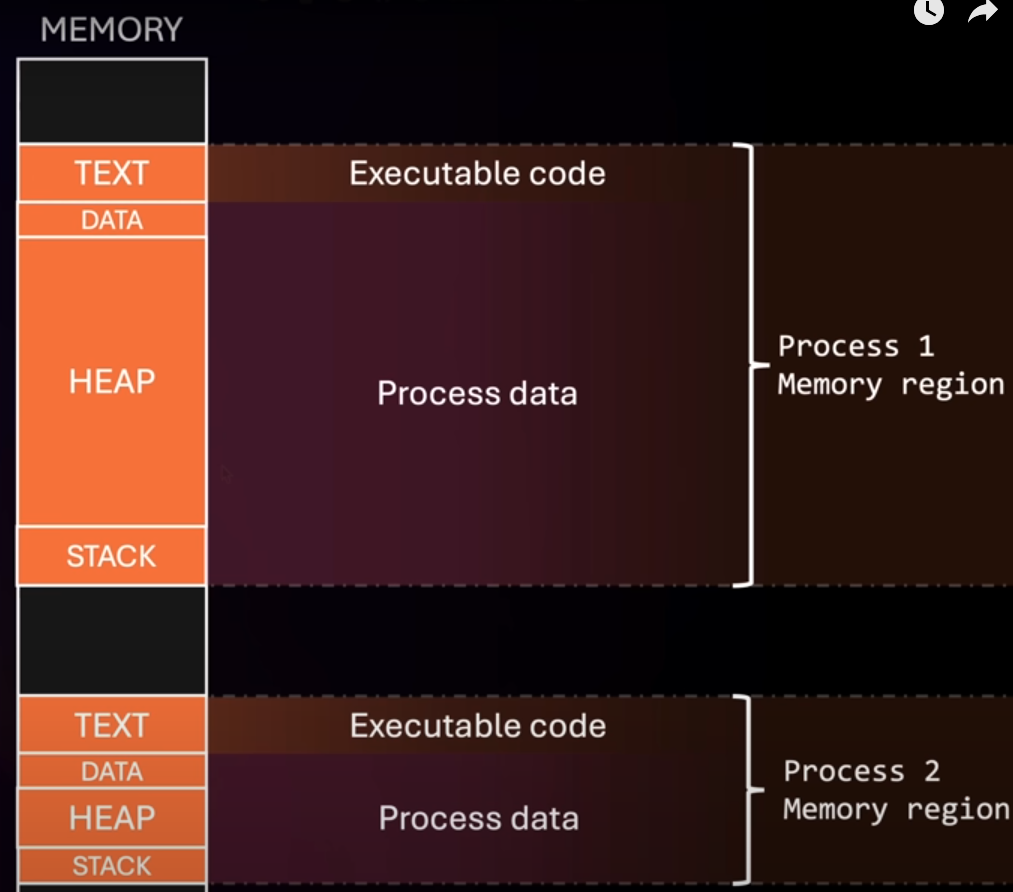 MEMORY
TEXT
Executable code
DATA
HEAP
Process data
Process 1
Memory region
STACK
TEXT
Executable code
DATA
HEAP
Process data
Process 2
Memory region
STACK